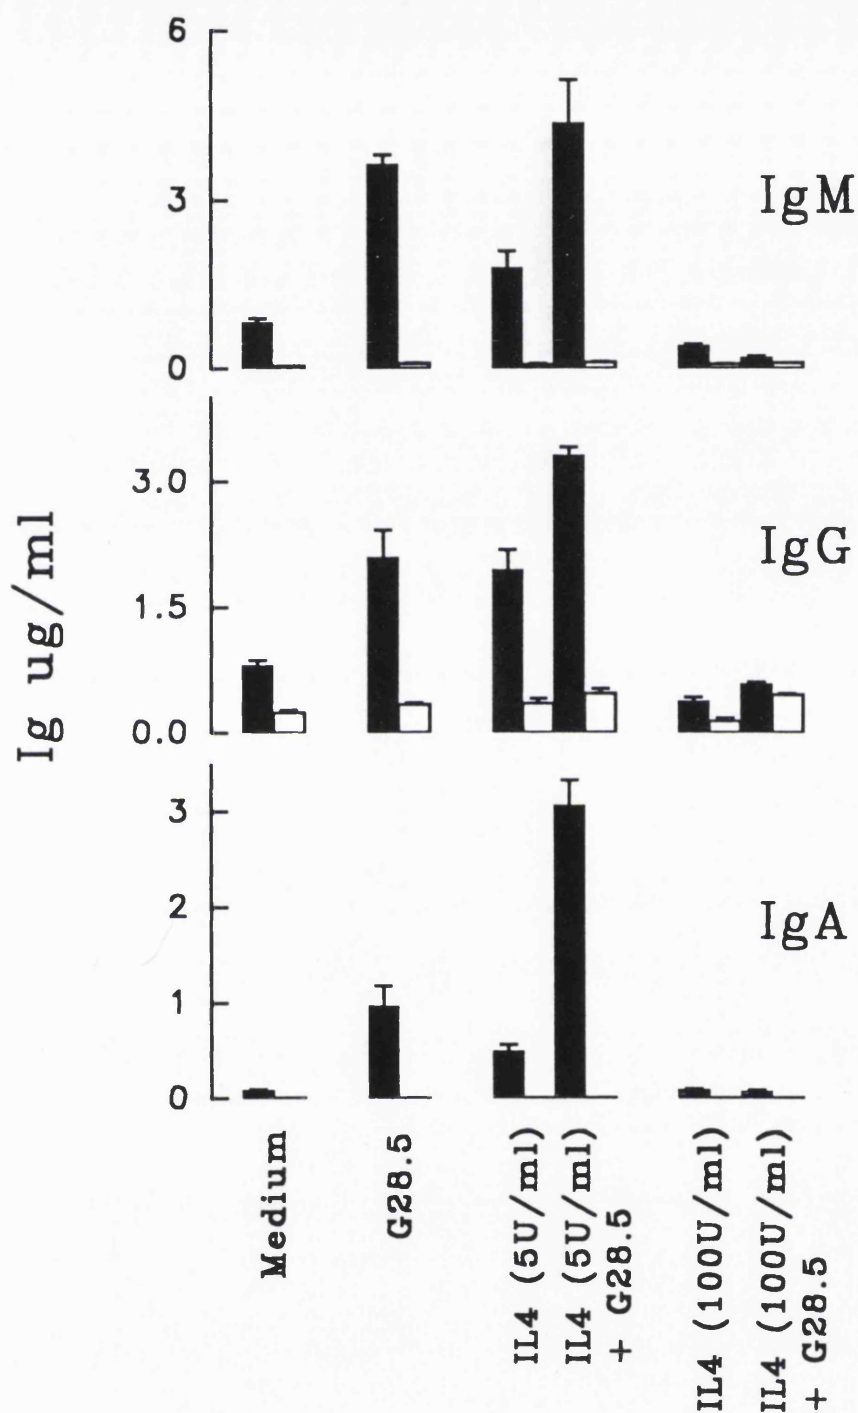 6
3
0
IgM
3.0
1.5
0.0
IgG
Ig ug/ml
3
2
1
0
IgA
Medium
G28.5
IL4 (5U/ml)
IL4 (5U/ml)
+ G28.5
IL4 (100U/ml)
IL4 (100U/ml)
+ G28.5